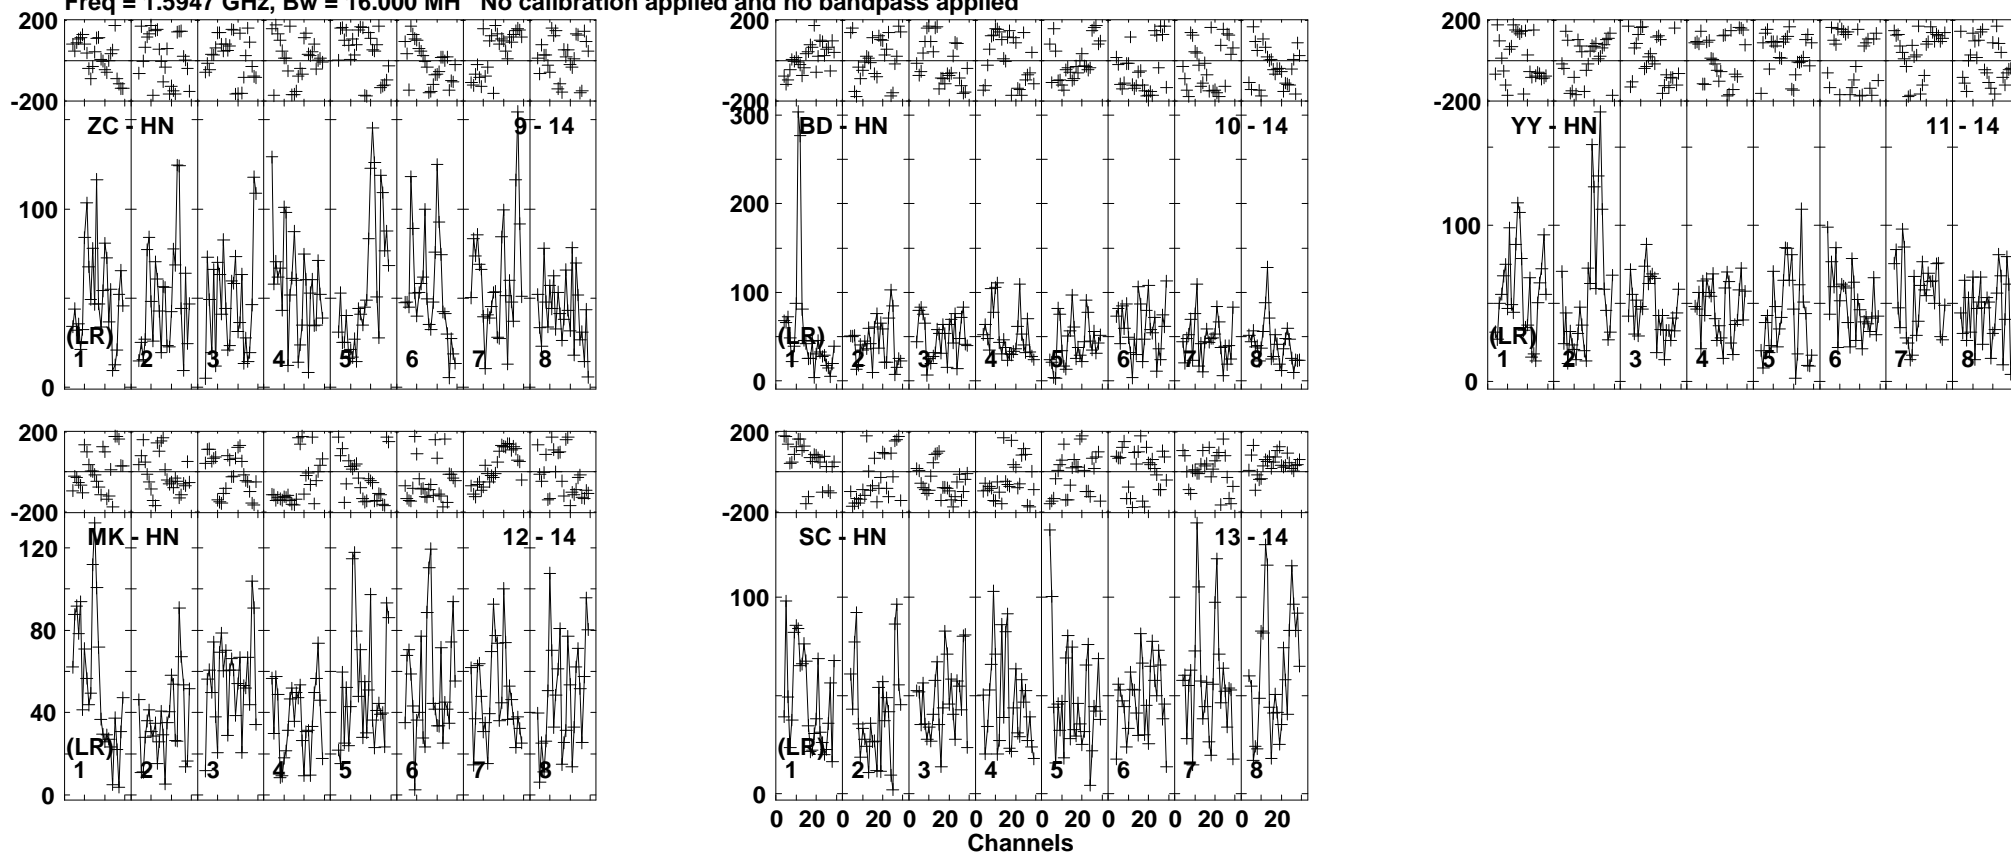 Freq = 1.5947 GHz, Bw = 16.000 MH No calibration applied and no bandpass applied
200 200 200
-200 -200 -200
ZC - HN 9 - 14
100
0
(LR)
1 2 3 4 5 6 7 8
BD - HN 10 - 14
300
200
100
0
(LR)
1 2 3 4 5 6 7 8
YY - HN 11 - 14
100
0
(LR)
1 2 3 4 5 6 7 8
200 200
-200 -200
MK - HN 12 - 14
120
80
40
0
(LR)
1 2 3 4 5 6 7 8
SC - HN 13 - 14
100
0
(LR)
1 2 3 4 5 6 7 8
0 20 0 20 0 20 0 20 0 20 0 20 0 20 0 20
Channels